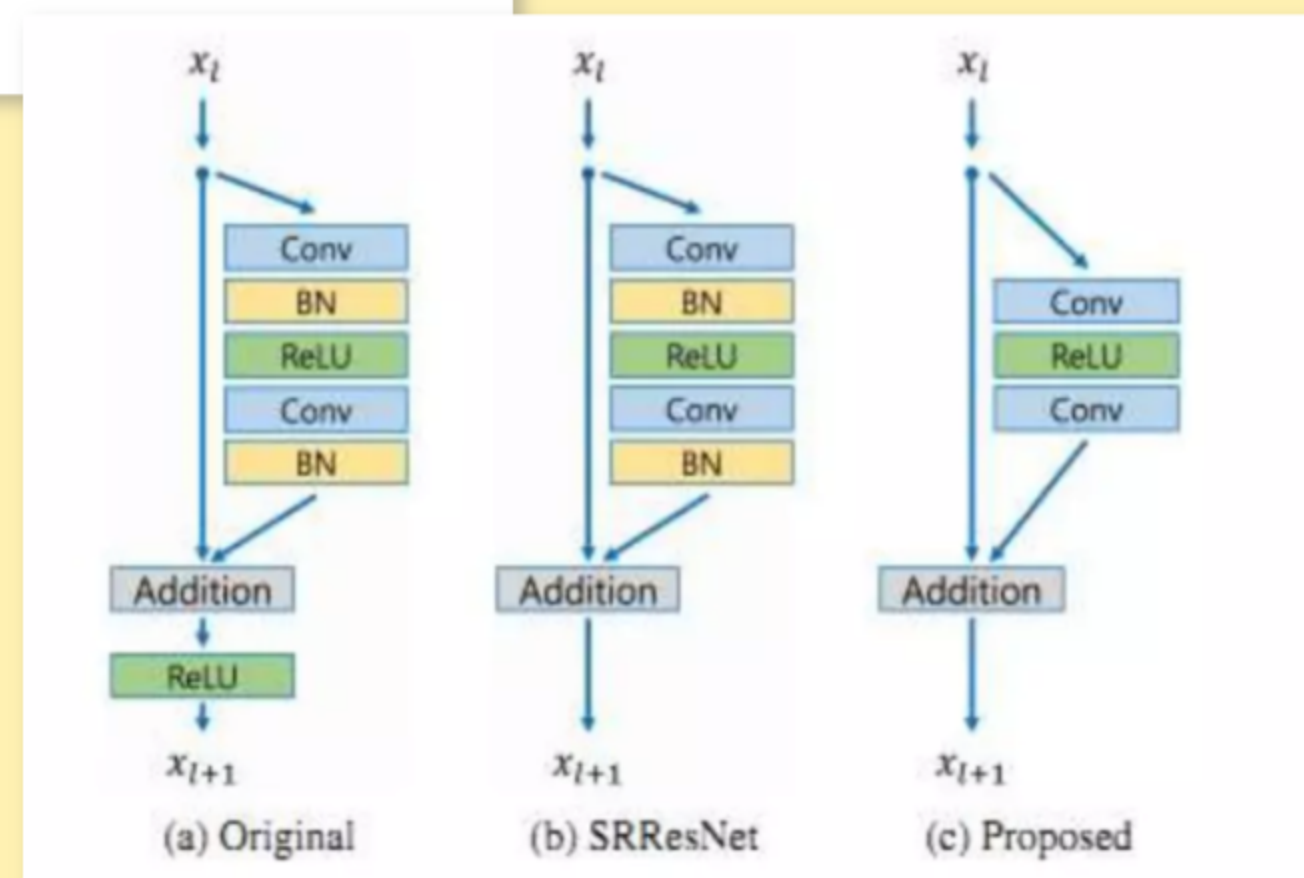 x_l
Conv
BN
ReLU
Conv
BN
Addition
ReLU
x_{l+1}
(a) Original
x_l
Conv
BN
ReLU
Conv
BN
Addition
x_{l+1}
(b) SRResNet
x_l
Conv
ReLU
Conv
Addition
x_{l+1}
(c) Proposed